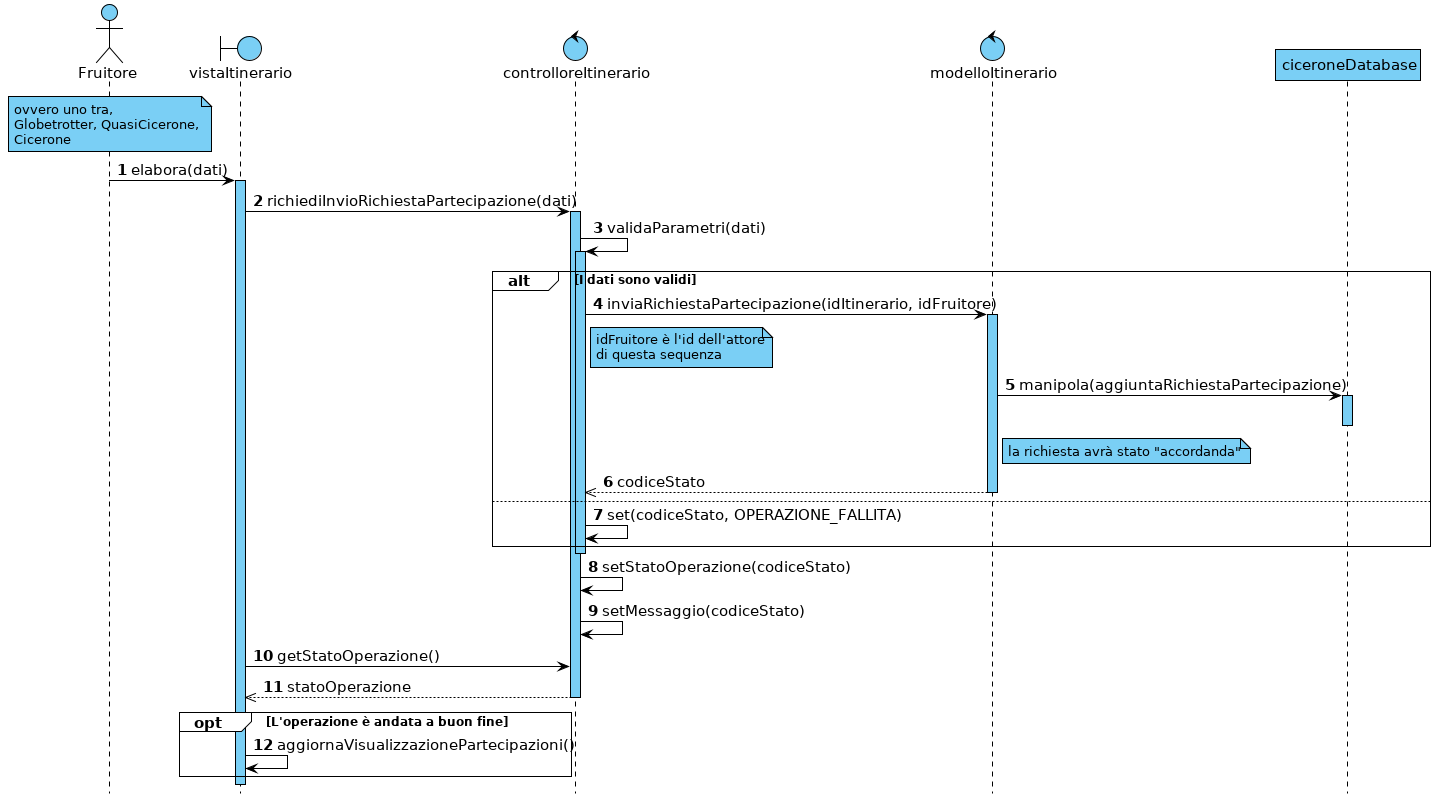 Fruitore
vistaItinerario
controlloreItinerario
modelloItinerario
ciceroneDatabase
ovvero uno tra,
Globetrotter, QuasiCicerone,
Cicerone
1 elabora(dati)
2 richiediInvioRichiestaPartecipazione(dati)
3 validaParametri(dati)
alt [I dati sono validi]
4 inviaRichiestaPartecipazione(idItinerario, idFruitore)
idFruitore è l'id dell'attore
di questa sequenza
5 manipola(aggiuntaRichiestaPartecipazione)
la richiesta avrà stato "accordanda"
6 codiceStato
7 set(codiceStato, OPERAZIONE_FALLITA)
8 setStatoOperazione(codiceStato)
9 setMessaggio(codiceStato)
10 getStatoOperazione()
11 statoOperazione
opt [L'operazione è andata a buon fine]
12 aggiornaVisualizzazionePartecipazioni()